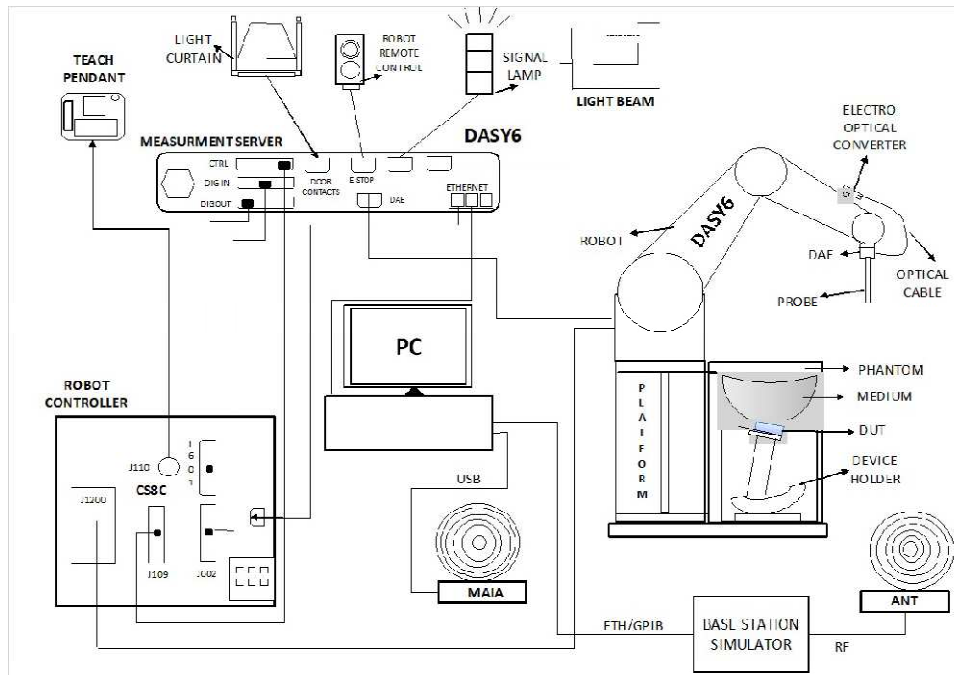 LIGHT
CURTAIN
ROBOT
REMOTE
CONTROL
SIGNAL
LAMP
LIGHT BEAM
TEACH
PENDANT
ELECTRO
OPTICAL
CONVERTER
MEASURMENT SERVER
DASY6
CTRL
DIG IN
DIGOUT
DOOR
CONTACTS
E STOP
DAE
ETHERNET
ROBOT
DASY6
DAE
OPTICAL
CABLE
PROBE
PC
PLATFORM
PHANTOM
MEDIUM
DUT
DEVICE
HOLDER
ROBOT
CONTROLLER
J110
CS8C
J1200
J109
J602
USB
MAIA
ANT
ETH/GPIB
BASE STATION
SIMULATOR
RF